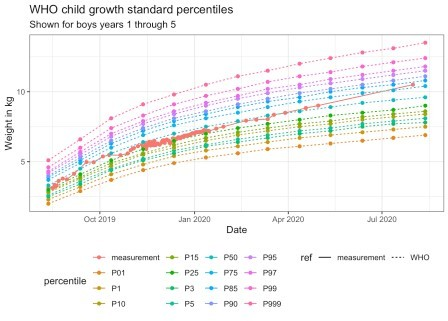 WHO child growth standard percentiles
Shown for boys years 1 through 5
Weight in kg
10
5
Oct 2019 Jan 2020 Apr 2020 Jul 2020
Date
percentile
measurement P15 P50 P95
P01 P25 P75 P97
P1 P3 P85 P99
P10 P5 P90 P999
ref measurement WHO